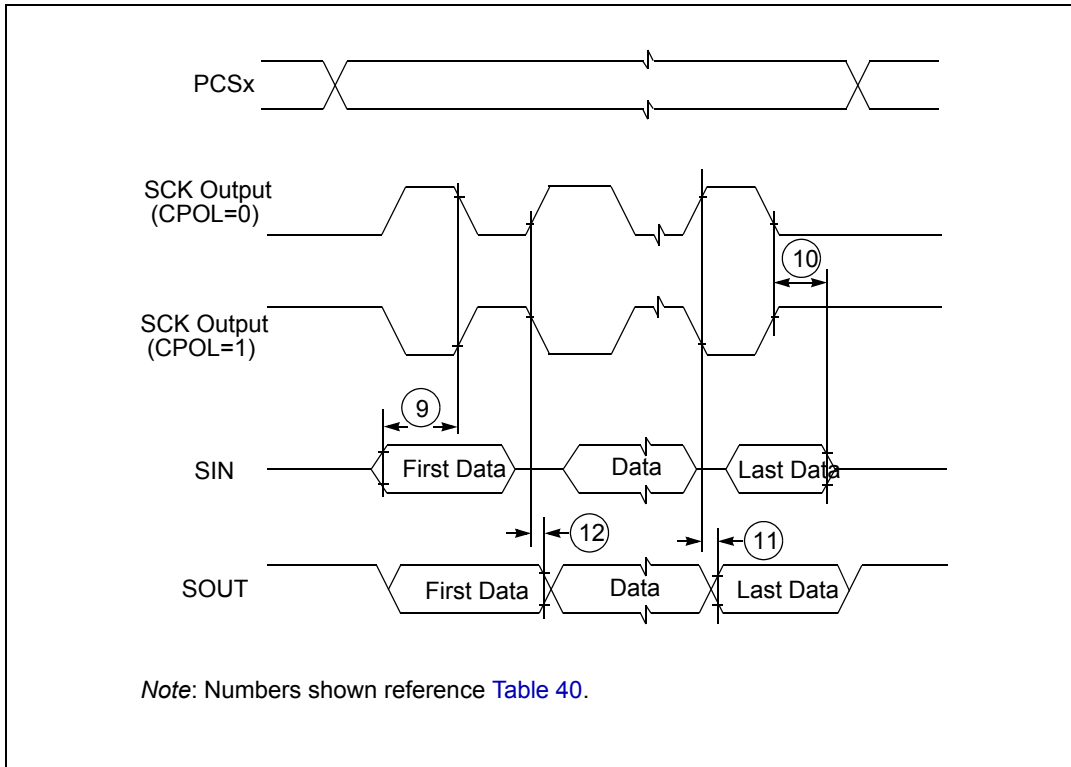 PCSx
SCK Output
(CPOL=0)
10
SCK Output
(CPOL=1)
9
SIN
First Data
Data
Last Data
12
11
SOUT
First Data
Data
Last Data
Note: Numbers shown reference Table 40.